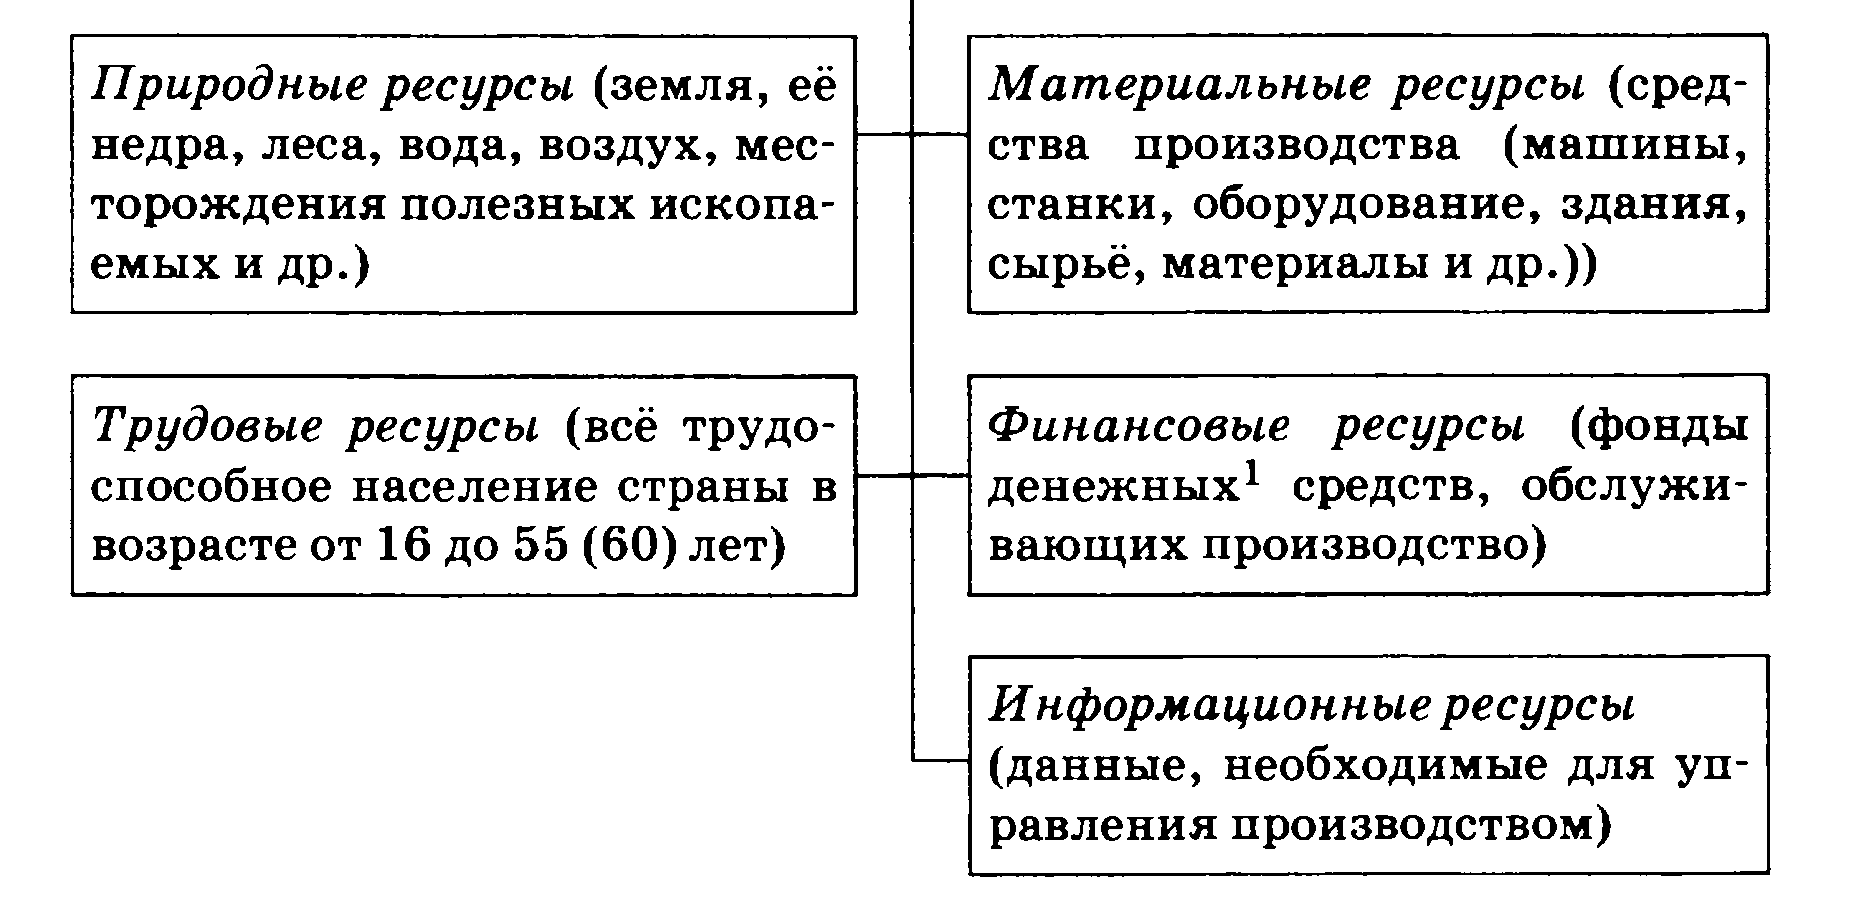 Природные ресурсы (земля, её
недра, леса, вода, воздух, мес-
торождения полезных ископа-
емых и др.)
Материальные ресурсы (сред-
ства производства (машины,
станки, оборудование, здания,
сырьё, материалы и др.))
Трудовые ресурсы (всё трудо-
способное население страны в
возрасте от 16 до 55 (60) лет)
Финансовые ресурсы (фонды
денежных¹ средств, обслужи-
вающих производство)
Информационные ресурсы
(данные, необходимые для уп-
равления производством)